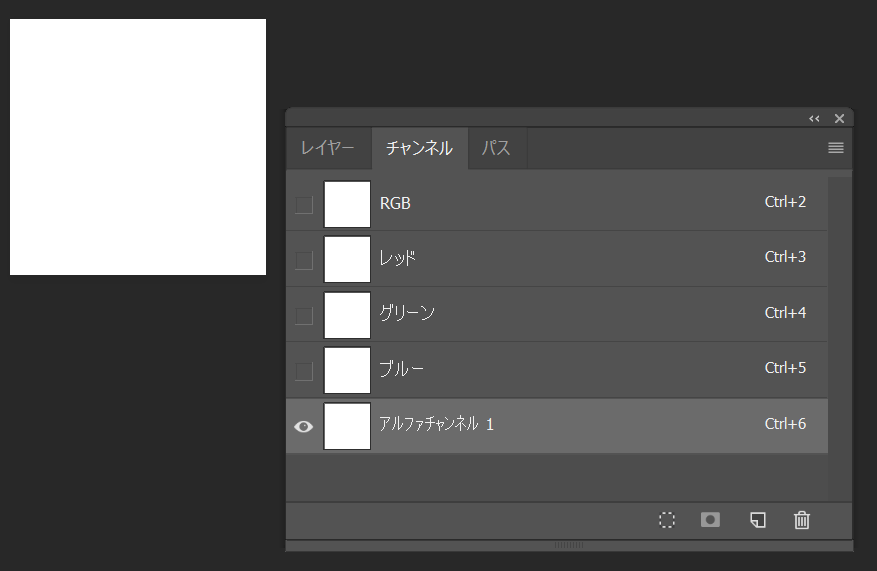 レイヤー チャンネル パス
RGB Ctrl+2
レッド Ctrl+3
グリーン Ctrl+4
ブルー Ctrl+5
アルファチャンネル 1 Ctrl+6